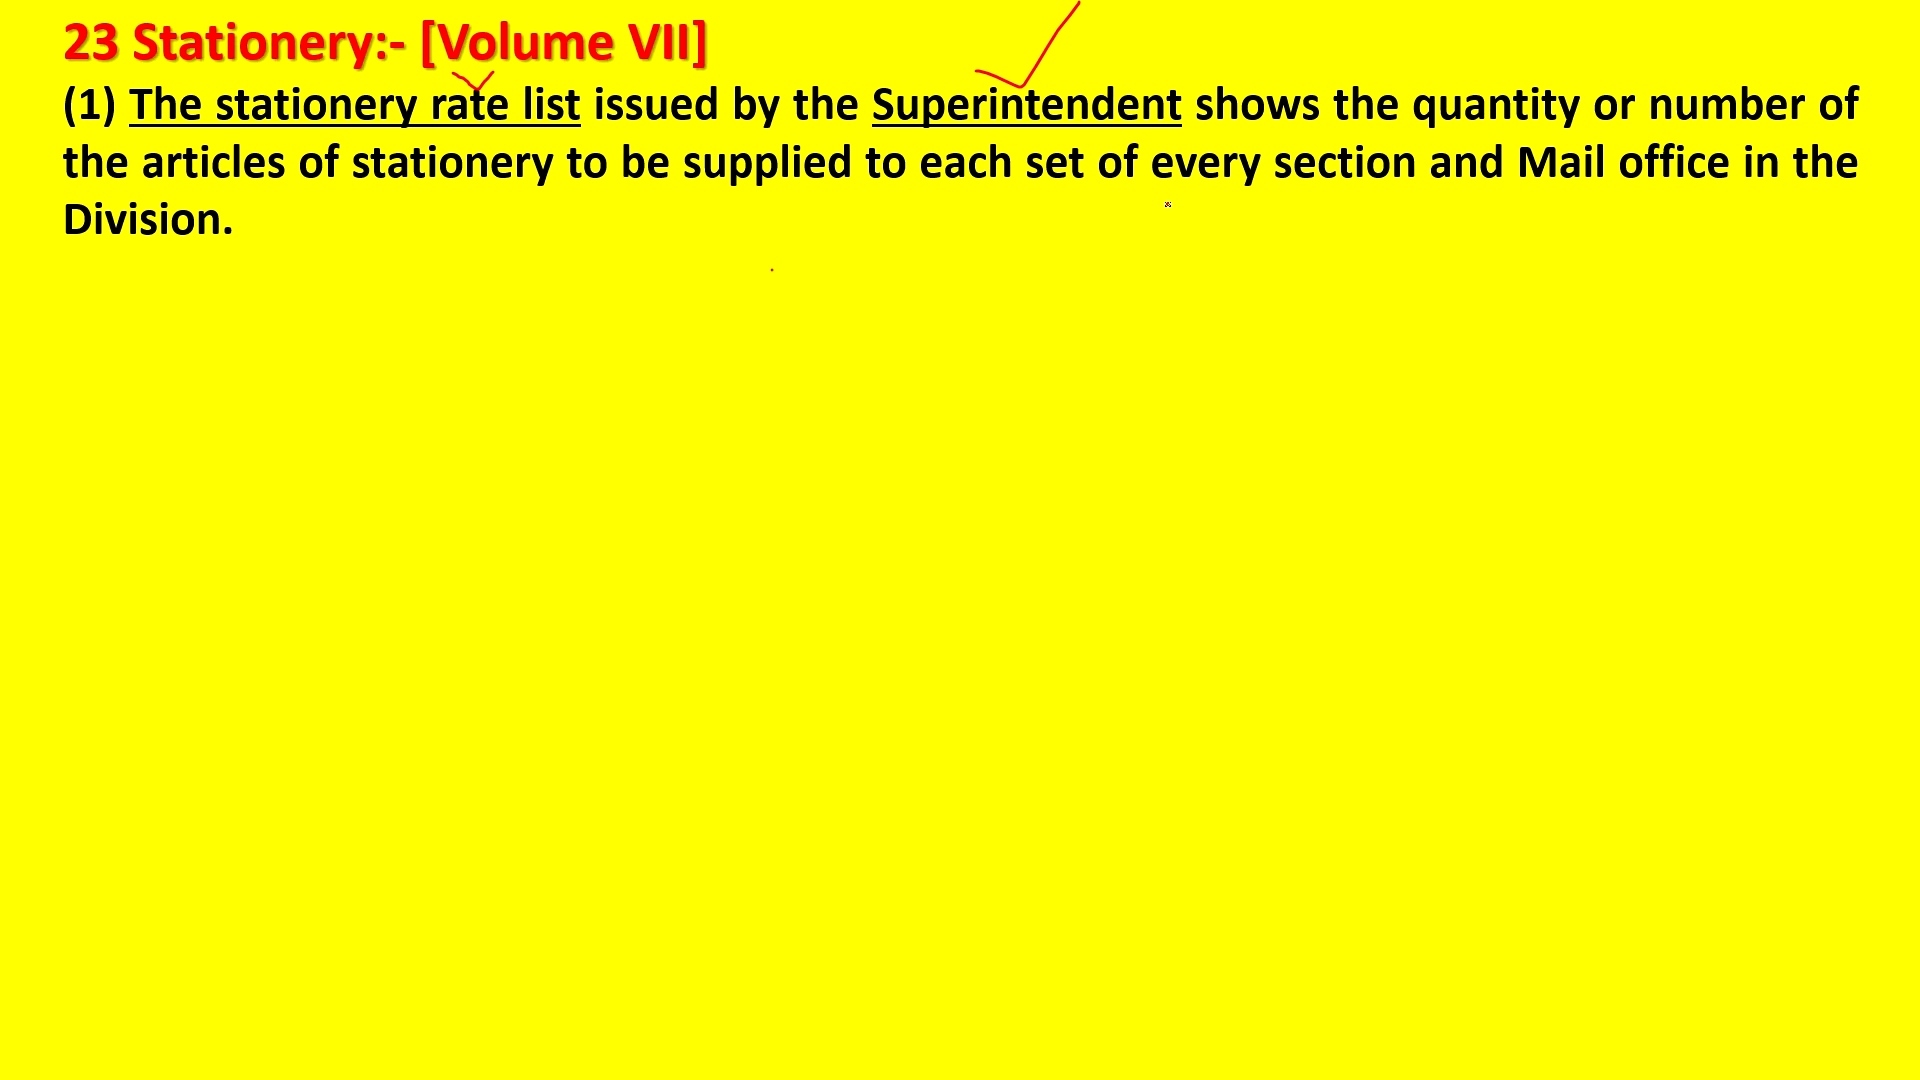 23 Stationery:- [Volume VII]
(1) The stationery rate list issued by the Superintendent shows the quantity or number of
the articles of stationery to be supplied to each set of every section and Mail office in the
Division.